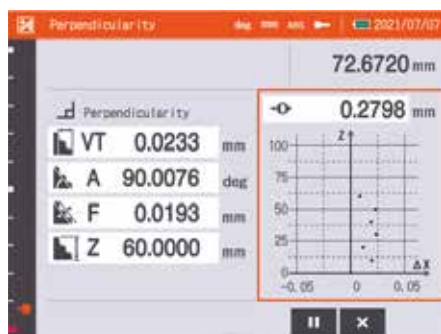 Perpendicularity deg mm ABS 2021/07/07
72.6720 mm
Perpendicularity
0.2798 mm
VT 0.0233 mm
A 90.0076 deg
F 0.0193 mm
Z 60.0000 mm
Z
100
75
50
25
0
ΔX
-0.05 0 0.05